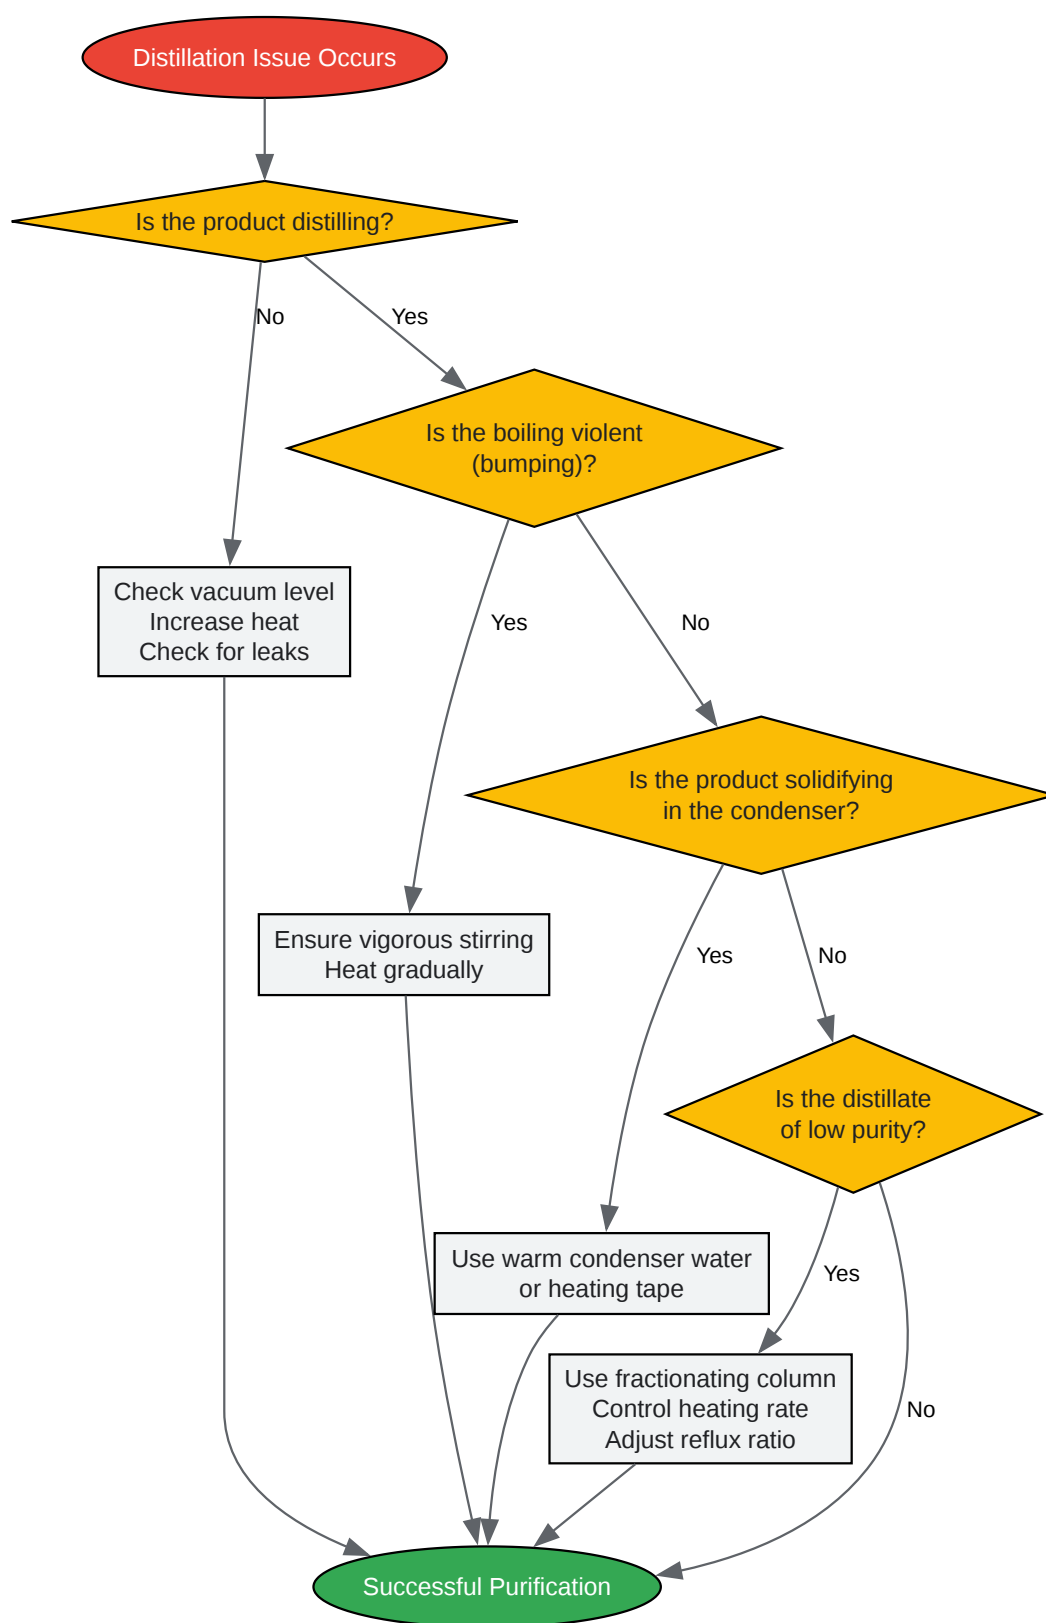 Distillation Issue Occurs
Is the product distilling?
No
Yes
Is the boiling violent
(bumping)?
Check vacuum level
Increase heat
Check for leaks
Yes
No
Is the product solidifying
in the condenser?
Ensure vigorous stirring
Heat gradually
Yes
No
Is the distillate
of low purity?
Use warm condenser water
or heating tape
Yes
Use fractionating column
Control heating rate
Adjust reflux ratio
No
Successful Purification